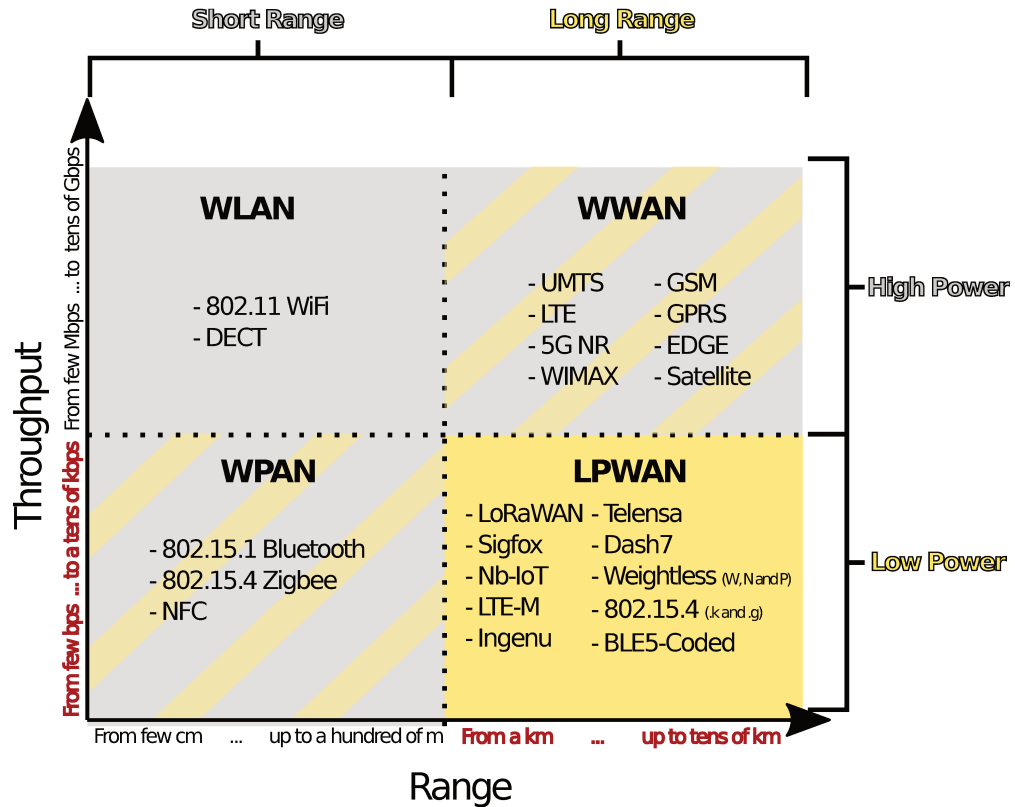 Short Range
Long Range
WLAN
- 802.11 WiFi
- DECT
WWAN
- UMTS
- LTE
- 5G NR
- WIMAX
- GSM
- GPRS
- EDGE
- Satellite
High Power
WPAN
- 802.15.1 Bluetooth
- 802.15.4 Zigbee
- NFC
LPWAN
- LoRaWAN
- Sigfox
- Nb-IoT
- LTE-M
- Ingenu
- Telensa
- Dash7
- Weightless (W, N and P)
- 802.15.4 (.k and .g)
- BLE5-Coded
Low Power
Throughput
From few Mbps ... to tens of Gbps
From few bps ... to a tens of kbps
From few cm ... up to a hundred of m
From a km ... up to tens of km
Range